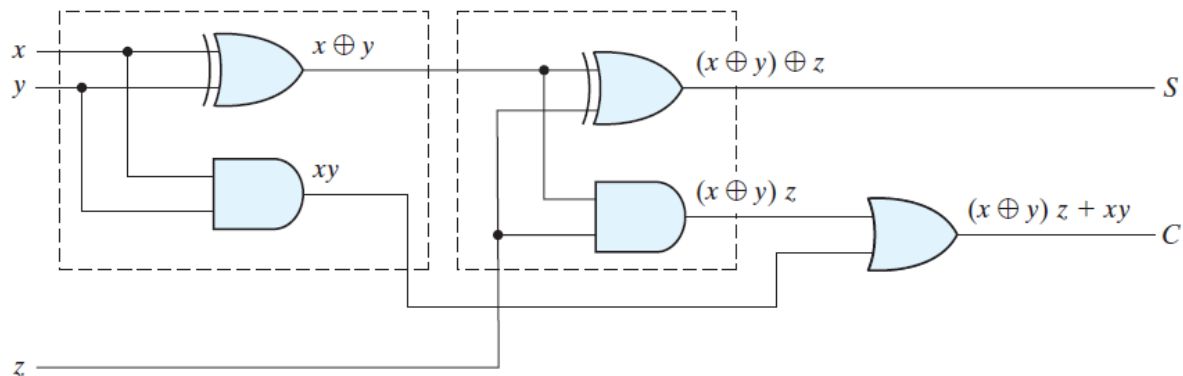 x
x ⊕ y
(x ⊕ y) ⊕ z
y
S
xy
(x ⊕ y) z
(x ⊕ y) z + xy
C
z